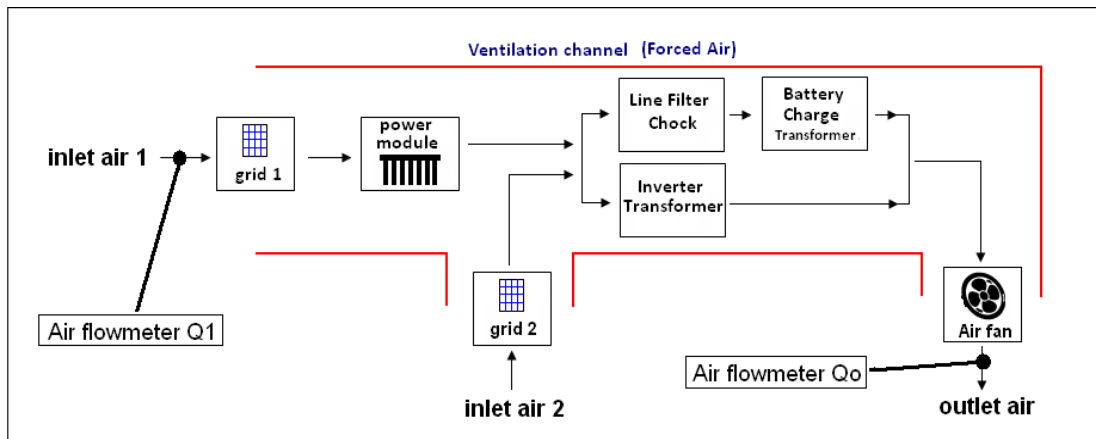 Ventilation channel (Forced Air)
inlet air 1
grid 1
power
module
Line Filter
Chock
Battery
Charge
Transformer.
Inverter
Transformer
grid 2
Air fan
Air flowmeter Q1
Air flowmeter Qo
inlet air 2
outlet air